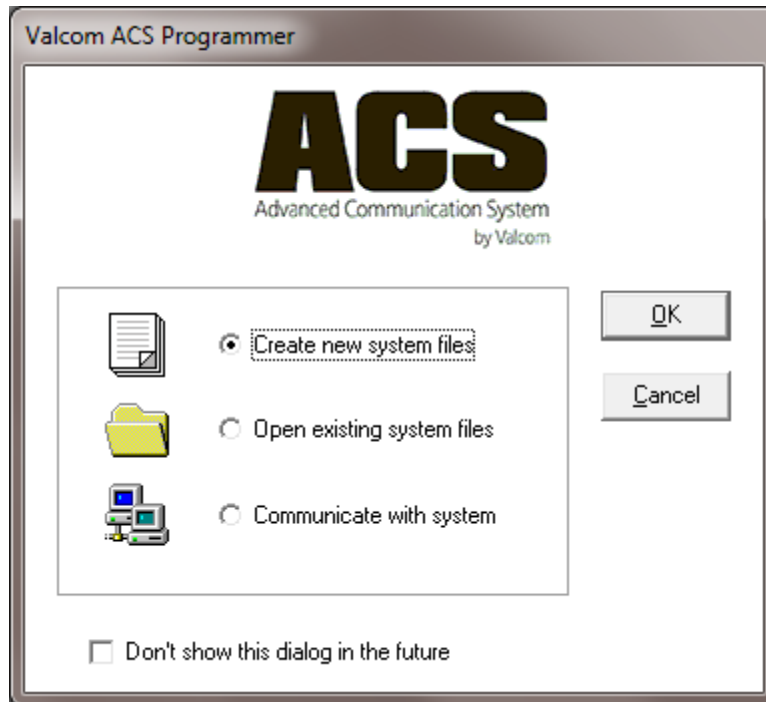 Valcom ACS Programmer
ACS
Advanced Communication System
by Valcom
Create new system files
OK
Open existing system files
Cancel
Communicate with system
Don't show this dialog in the future